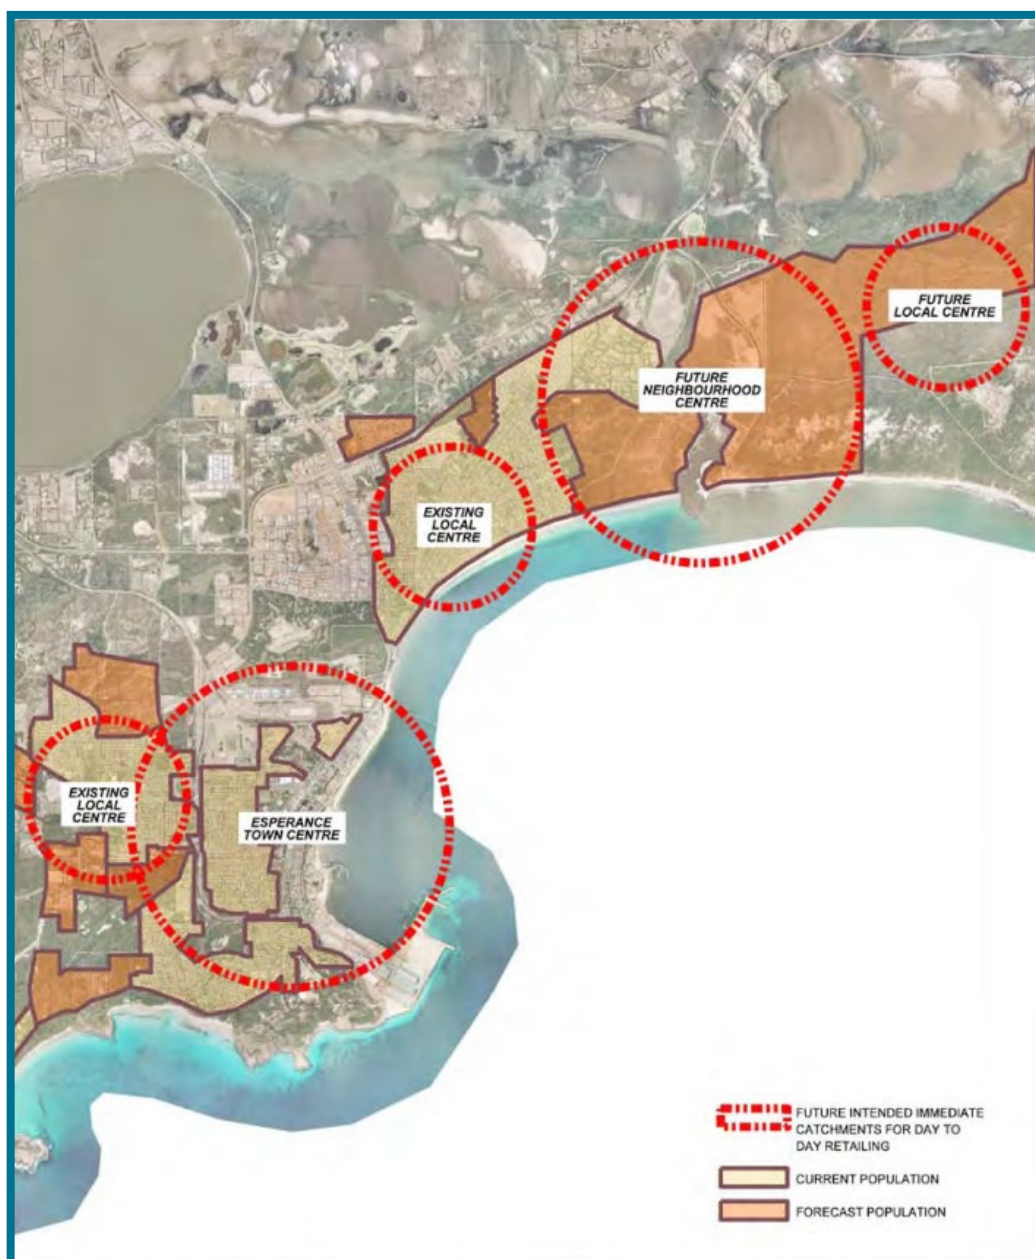 FUTURE
LOCAL CENTRE
FUTURE
NEIGHBOURHOOD
CENTRE
EXISTING
LOCAL
CENTRE
EXISTING
LOCAL
CENTRE
ESPERANCE
TOWN CENTRE
FUTURE INTENDED IMMEDIATE
CATCHMENTS FOR DAY TO
DAY RETAILING
CURRENT POPULATION
FORECAST POPULATION